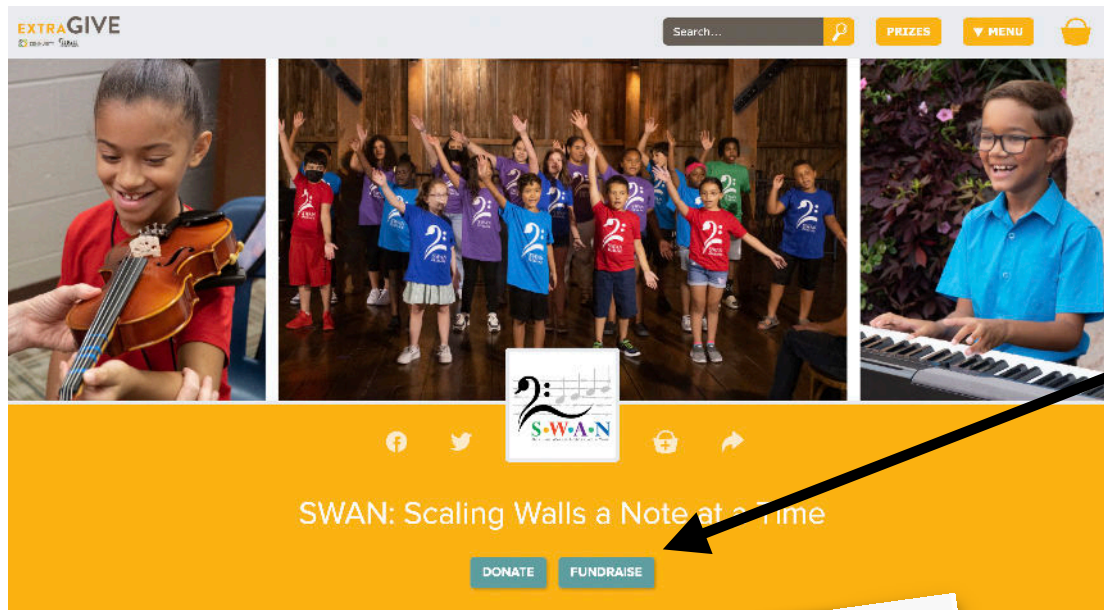 EXTRAGIVE
Search...
PRIZES
▼ MENU
S•W•A•N
SWAN: Scaling Walls a Note at a Time
DONATE
FUNDRAISE